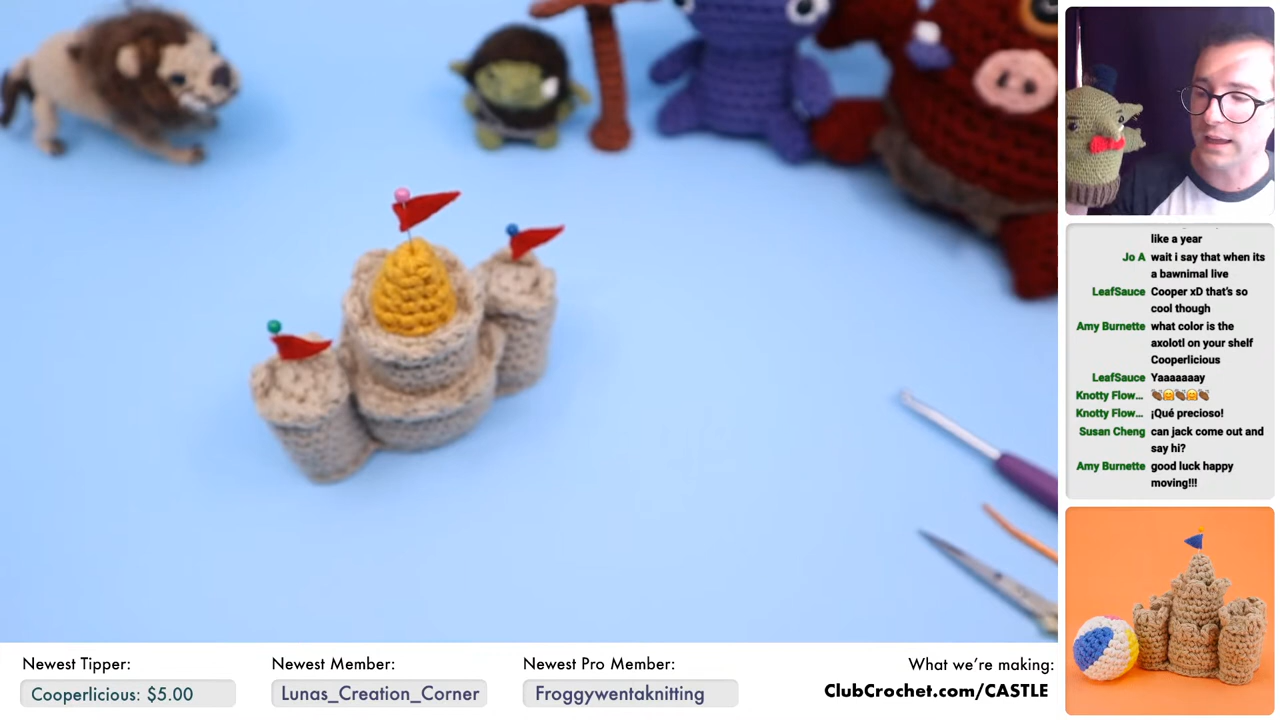 like a year
Jo A wait i say that when its
a bawnimal live
LeafSauce Cooper xD that's so
cool though
Amy Burnette what color is the
axolotl on your shelf
Cooperlicious
LeafSauce Yaaaaaaay
Knotty Flow... 👏🏾🤗👏🏾🤗👏🏾
Knotty Flow... ¡Qué precioso!
Susan Cheng can jack come out and
say hi?
Amy Burnette good luck happy
moving!!!
Newest Tipper:
Cooperlicious: $5.00
Newest Member:
Lunas_Creation_Corner
Newest Pro Member:
Froggywentaknitting
What we're making:
ClubCrochet.com/CASTLE